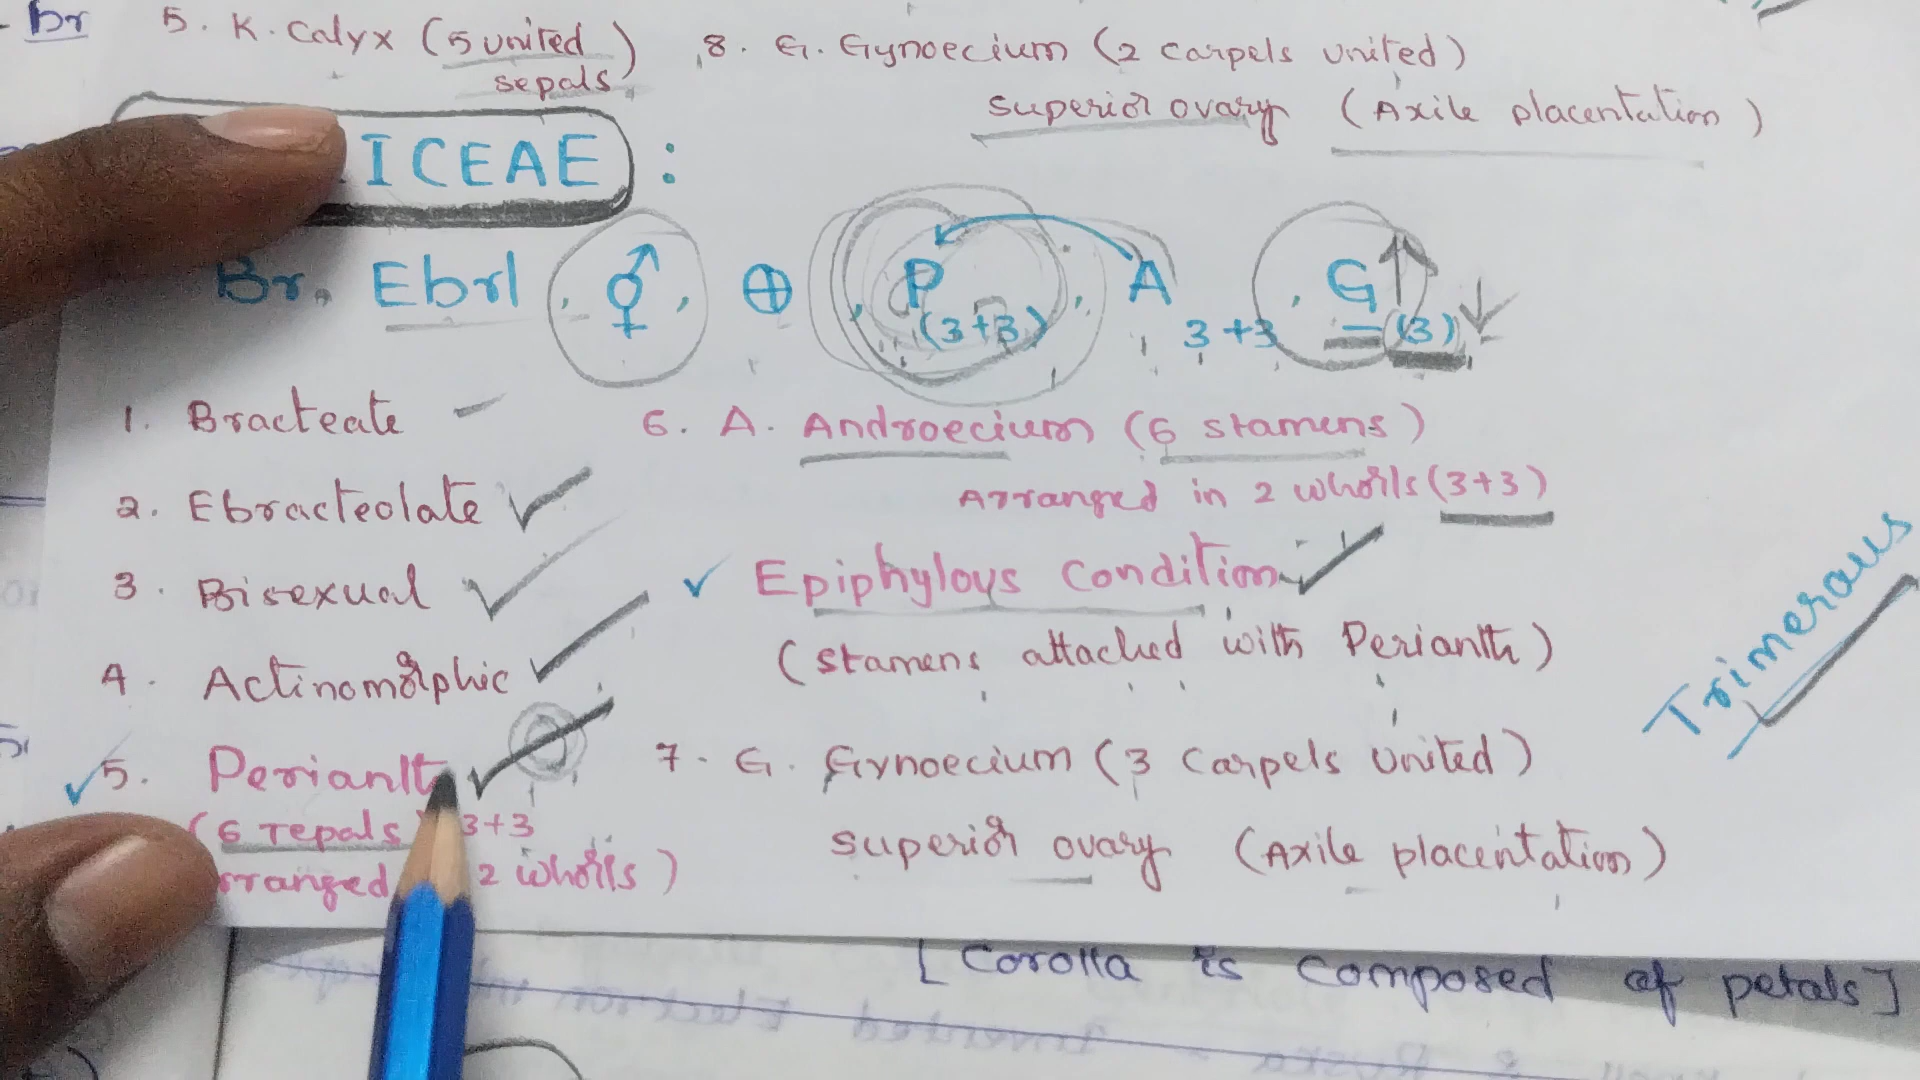 Br
5. K. Calyx (5 united sepals)
8. G. Gynoecium (2 carpels united)
superior ovary (Axile placentation)
ICEAE :
Br. Ebrl , ⚥ , ⊕ , P(3+3) , A 3+3 , G(3)
1. Bracteate
2. Ebracteolate ✓
3. Bisexual ✓
4. Actinomorphic ✓
✓ 5. Periant ✓
(6 Tepals) 3+3
rranged 2 whorls)
6. A. Androecium (6 stamens)
Arranged in 2 whorls (3+3)
✓ Epiphylous Condition ✓
(stamens attached with Perianth)
7. G. Gynoecium (3 Carpels United)
superior ovary (Axile placentation)
Trimerous
[Corolla is composed of petals]